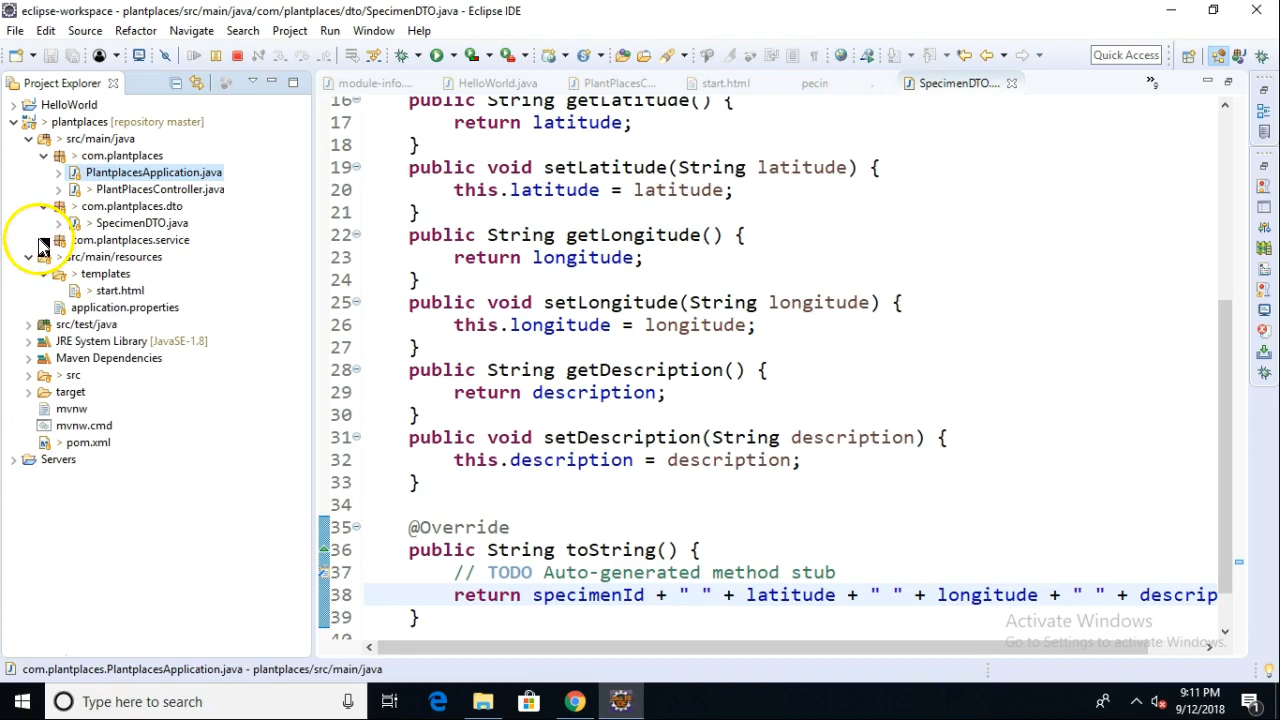 eclipse-workspace - plantplaces/src/main/java/com/plantplaces/dto/SpecimenDTO.java - Eclipse IDE
File Edit Source Refactor Navigate Search Project Run Window Help
Quick Access
Project Explorer
module-info... HelloWorld.java PlantPlacesC... start.html pecin SpecimenDTO.... 9
HelloWorld
> plantplaces [repository master]
> src/main/java
> com.plantplaces
PlantplacesApplication.java
> PlantPlacesController.java
> com.plantplaces.dto
> SpecimenDTO.java
com.plantplaces.service
> src/main/resources
> templates
> start.html
application.properties
src/test/java
JRE System Library [JavaSE-1.8]
Maven Dependencies
> src
target
mvnw
mvnw.cmd
> pom.xml
Servers
16 public String getLatitude() {
17 return latitude;
18 }
19 public void setLatitude(String latitude) {
20 this.latitude = latitude;
21 }
22 public String getLongitude() {
23 return longitude;
24 }
25 public void setLongitude(String longitude) {
26 this.longitude = longitude;
27 }
28 public String getDescription() {
29 return description;
30 }
31 public void setDescription(String description) {
32 this.description = description;
33 }
34
35 @Override
36 public String toString() {
37 // TODO Auto-generated method stub
38 return specimenId + " " + latitude + " " + longitude + " " + descrip
39 }
40
Activate Windows
Go to Settings to activate Windows.
com.plantplaces.PlantplacesApplication.java - plantplaces/src/main/java
Type here to search
9:11 PM
9/12/2018
1